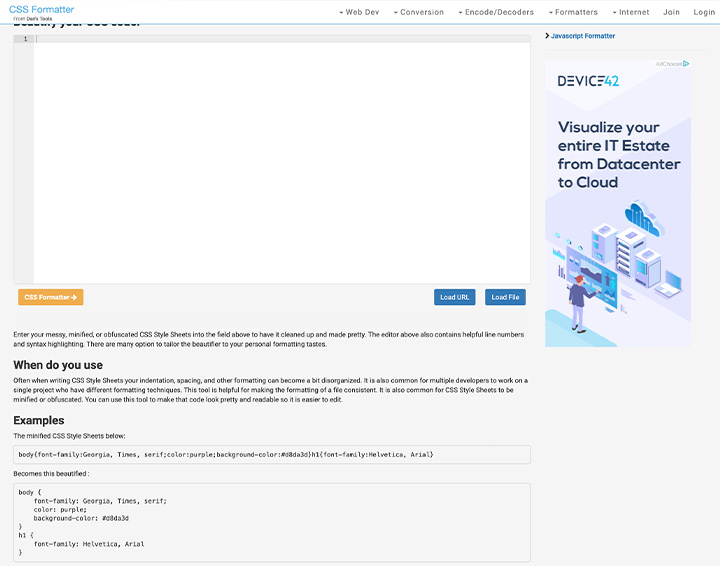 CSS Formatter
From Dan's Tools
Web Dev
Conversion
Encode/Decoders
Formatters
Internet
Join
Login
Beautify your CSS code!
1
CSS Formatter
Load URL
Load File
Enter your messy, minified, or obfuscated CSS Style Sheets into the field above to have it cleaned up and made pretty. The editor above also contains helpful line numbers
and syntax highlighting. There are many option to tailor the beautifier to your personal formatting tastes.
When do you use
Often when writing CSS Style Sheets your indentation, spacing, and other formatting can become a bit disorganized. It is also common for multiple developers to work on a
single project who have different formatting techniques. This tool is helpful for making the formatting of a file consistent. It is also common for CSS Style Sheets to be
minified or obfuscated. You can use this tool to make that code look pretty and readable so it is easier to edit.
Examples
The minified CSS Style Sheets below:
body{font-family:Georgia, Times, serif;color:purple;background-color:#d8da3d}h1{font-family:Helvetica, Arial}
Becomes this beautified :
body {
    font-family: Georgia, Times, serif;
    color: purple;
    background-color: #d8da3d
}
h1 {
    font-family: Helvetica, Arial
}
Javascript Formatter
AdChoices
DEVICE42
Visualize your
entire IT Estate
from Datacenter
to Cloud